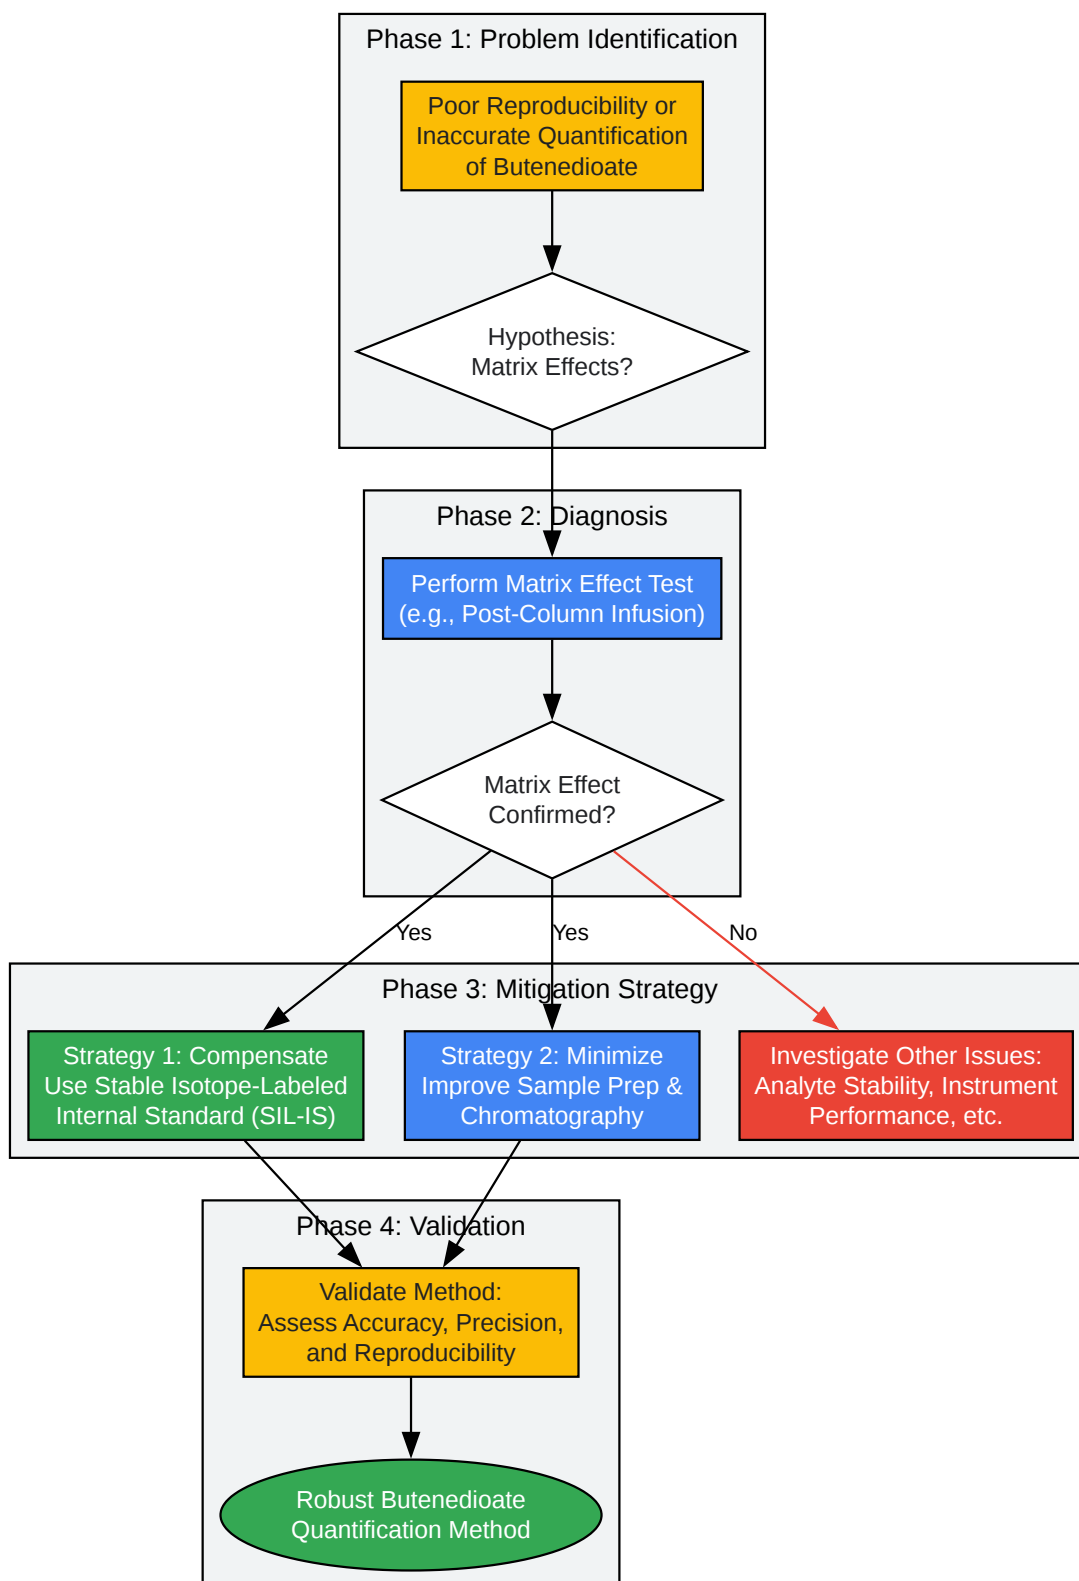 Phase 1: Problem Identification
Poor Reproducibility or
Inaccurate Quantification
of Butenedioate
Hypothesis:
Matrix Effects?
Phase 2: Diagnosis
Perform Matrix Effect Test
(e.g., Post-Column Infusion)
Matrix Effect
Confirmed?
Yes
Yes
No
Phase 3: Mitigation Strategy
Strategy 1: Compensate
Use Stable Isotope-Labeled
Internal Standard (SIL-IS)
Strategy 2: Minimize
Improve Sample Prep &
Chromatography
Investigate Other Issues:
Analyte Stability, Instrument
Performance, etc.
Phase 4: Validation
Validate Method:
Assess Accuracy, Precision,
and Reproducibility
Robust Butenedioate
Quantification Method